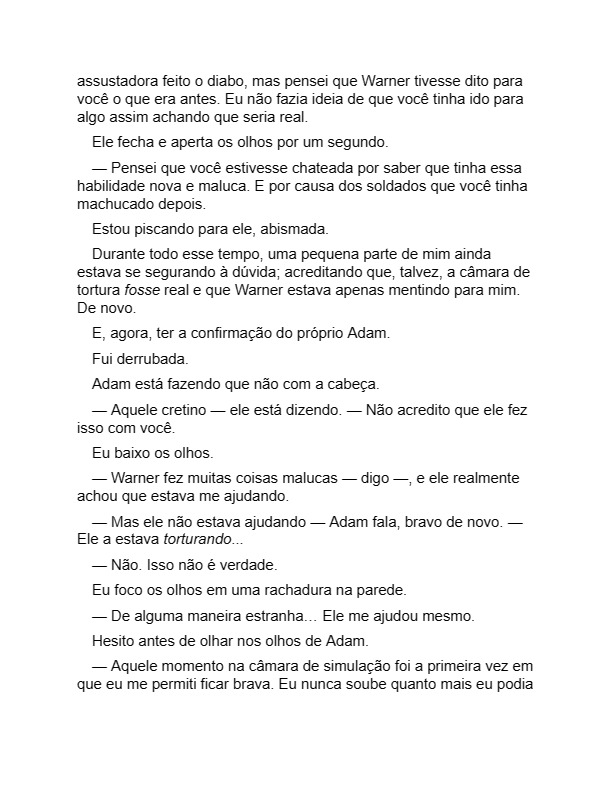 assustadora feito o diabo, mas pensei que Warner tivesse dito para
você o que era antes. Eu não fazia ideia de que você tinha ido para
algo assim achando que seria real.
Ele fecha e aperta os olhos por um segundo.
— Pensei que você estivesse chateada por saber que tinha essa
habilidade nova e maluca. E por causa dos soldados que você tinha
machucado depois.
Estou piscando para ele, abismada.
Durante todo esse tempo, uma pequena parte de mim ainda
estava se segurando à dúvida; acreditando que, talvez, a câmara de
tortura fosse real e que Warner estava apenas mentindo para mim.
De novo.
E, agora, ter a confirmação do próprio Adam.
Fui derrubada.
Adam está fazendo que não com a cabeça.
— Aquele cretino — ele está dizendo. — Não acredito que ele fez
isso com você.
Eu baixo os olhos.
— Warner fez muitas coisas malucas — digo —, e ele realmente
achou que estava me ajudando.
— Mas ele não estava ajudando — Adam fala, bravo de novo. —
Ele a estava torturando...
— Não. Isso não é verdade.
Eu foco os olhos em uma rachadura na parede.
— De alguma maneira estranha… Ele me ajudou mesmo.
Hesito antes de olhar nos olhos de Adam.
— Aquele momento na câmara de simulação foi a primeira vez em
que eu me permiti ficar brava. Eu nunca soube quanto mais eu podia